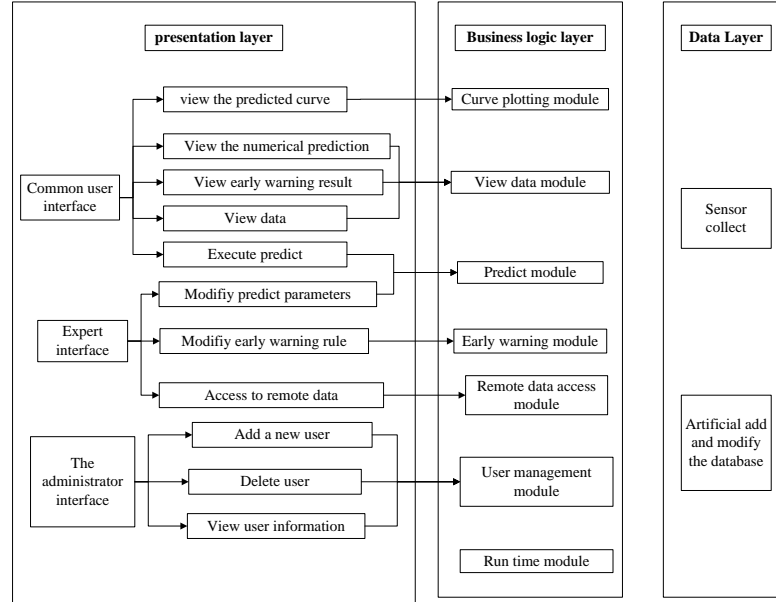 presentation layer
view the predicted curve
View the numerical prediction
Common user
interface
View early warning result
View data
Execute predict
Modifiy predict parameters
Expert
interface
Modifiy early warning rule
Access to remote data
Add a new user
The
administrator
interface
Delete user
View user information
Business logic layer
Curve plotting module
View data module
Predict module
Early warning module
Remote data access
module
User management
module
Run time module
Data Layer
Sensor
collect
Artificial add
and modify
the database